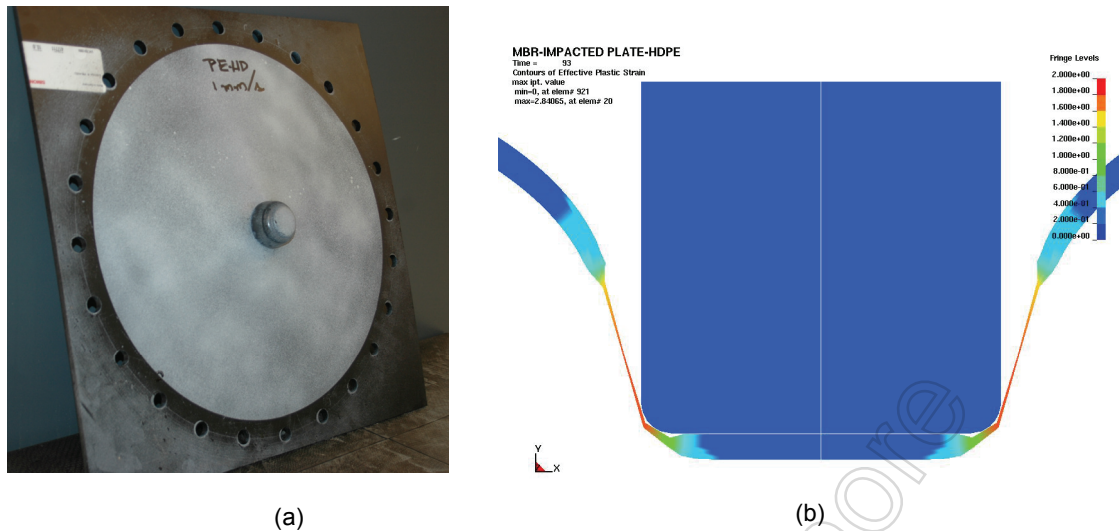 PE-HD
1 mm/s
MBR-IMPACTED PLATE-HDPE
Time = 93
Contours of Effective Plastic Strain
max ipt. value
min=0, at elem# 921
max=2.84065, at elem# 20
Fringe Levels
2.000e+00
1.800e+00
1.600e+00
1.400e+00
1.200e+00
1.000e+00
8.000e-01
6.000e-01
4.000e-01
2.000e-01
0.000e+00
Y
X
ore
(a)
(b)